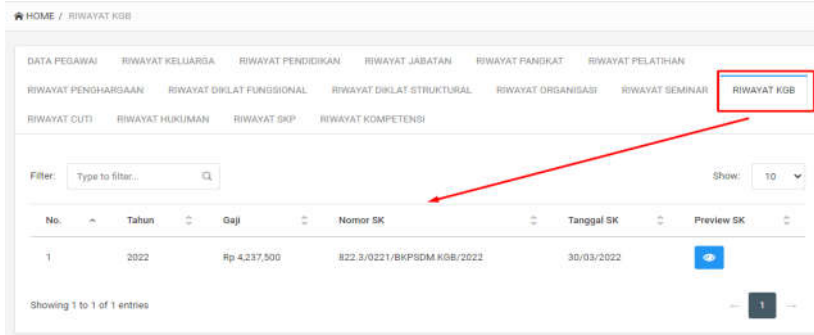 HOME / RIWAYAT KGB
DATA PEGAWAI RIWAYAT KELUARGA RIWAYAT PENDIDIKAN RIWAYAT JABATAN RIWAYAT PANGKAT RIWAYAT PELATIHAN
RIWAYAT PENGHARGAAN RIWAYAT DIKLAT FUNGSIONAL RIWAYAT DIKLAT STRUKTURAL RIWAYAT ORGANISASI RIWAYAT SEMINAR RIWAYAT KGB
RIWAYAT CUTI RIWAYAT HUKUMAN RIWAYAT SKP RIWAYAT KOMPETENSI
Filter: Type to filter... Show: 10
No. Tahun Gaji Nomor SK Tanggal SK Preview SK
1 2022 Rp 4,237,500 822.3/0221/BKPSDM.KGB/2022 30/03/2022
Showing 1 to 1 of 1 entries ← 1 →